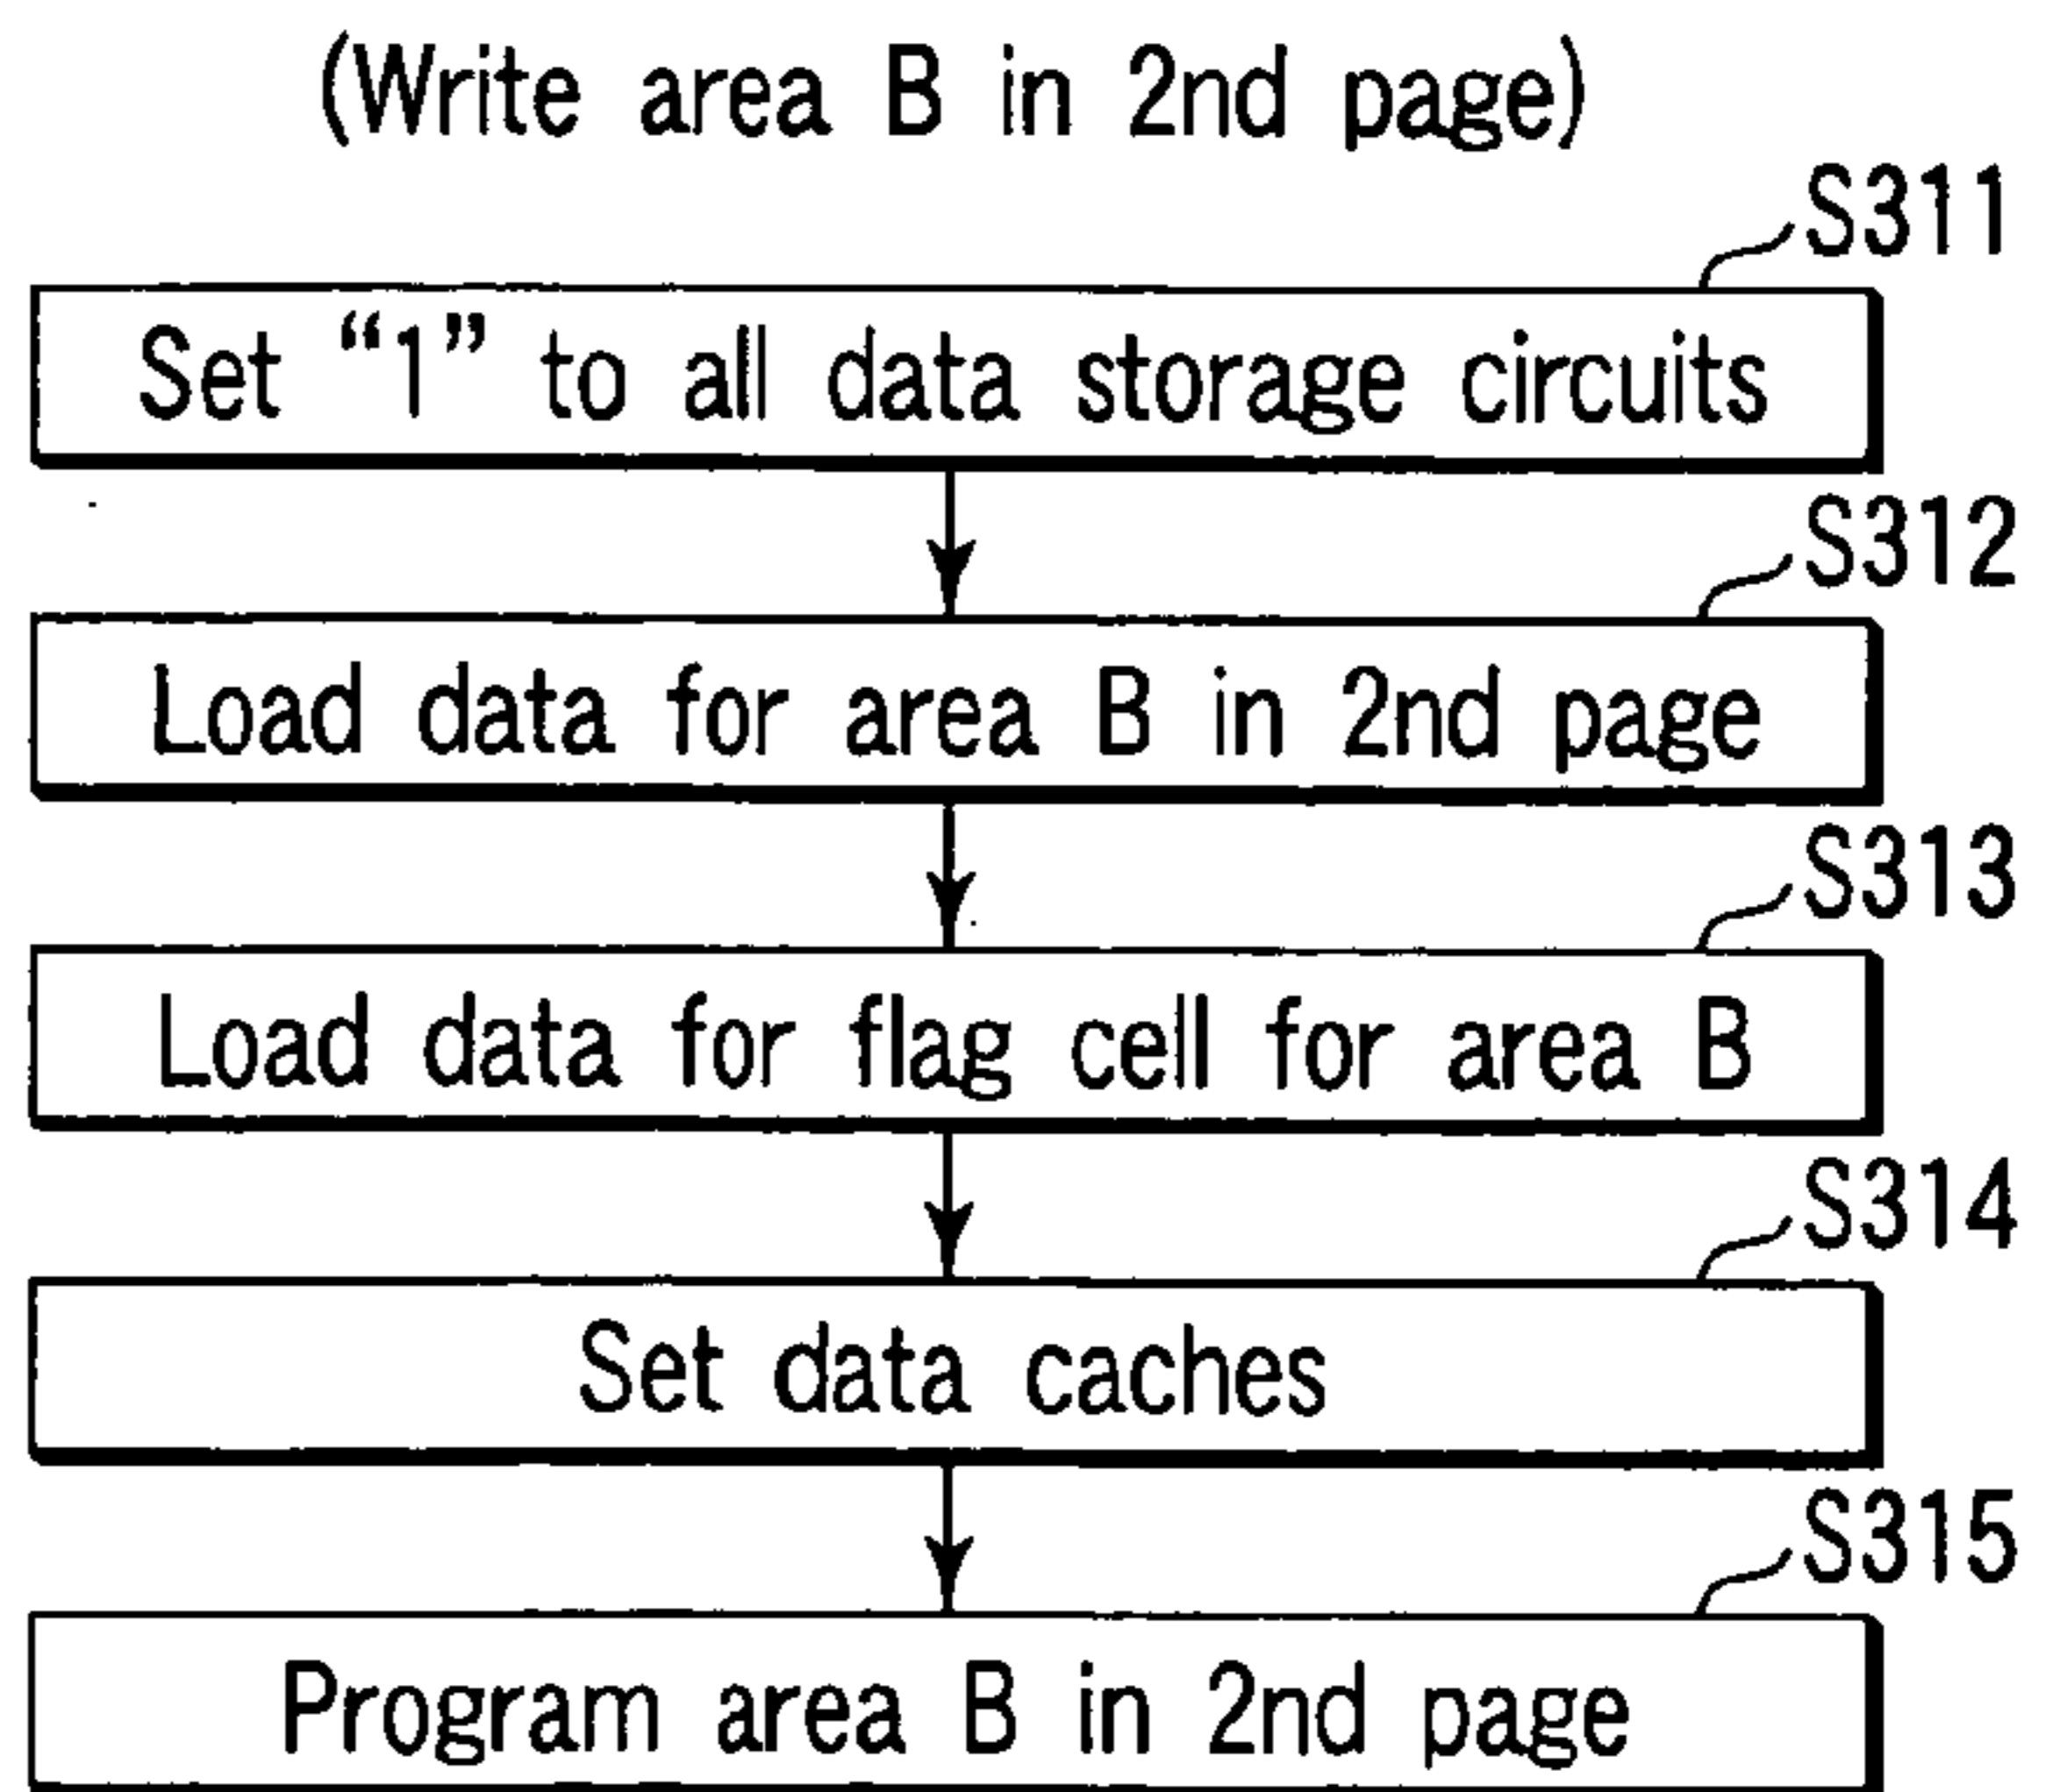 (Write area B in 2nd page)
S311
Set “1” to all data storage circuits
S312
Load data for area B in 2nd page
S313
Load data for flag cell for area B
S314
Set data caches
S315
Program area B in 2nd page